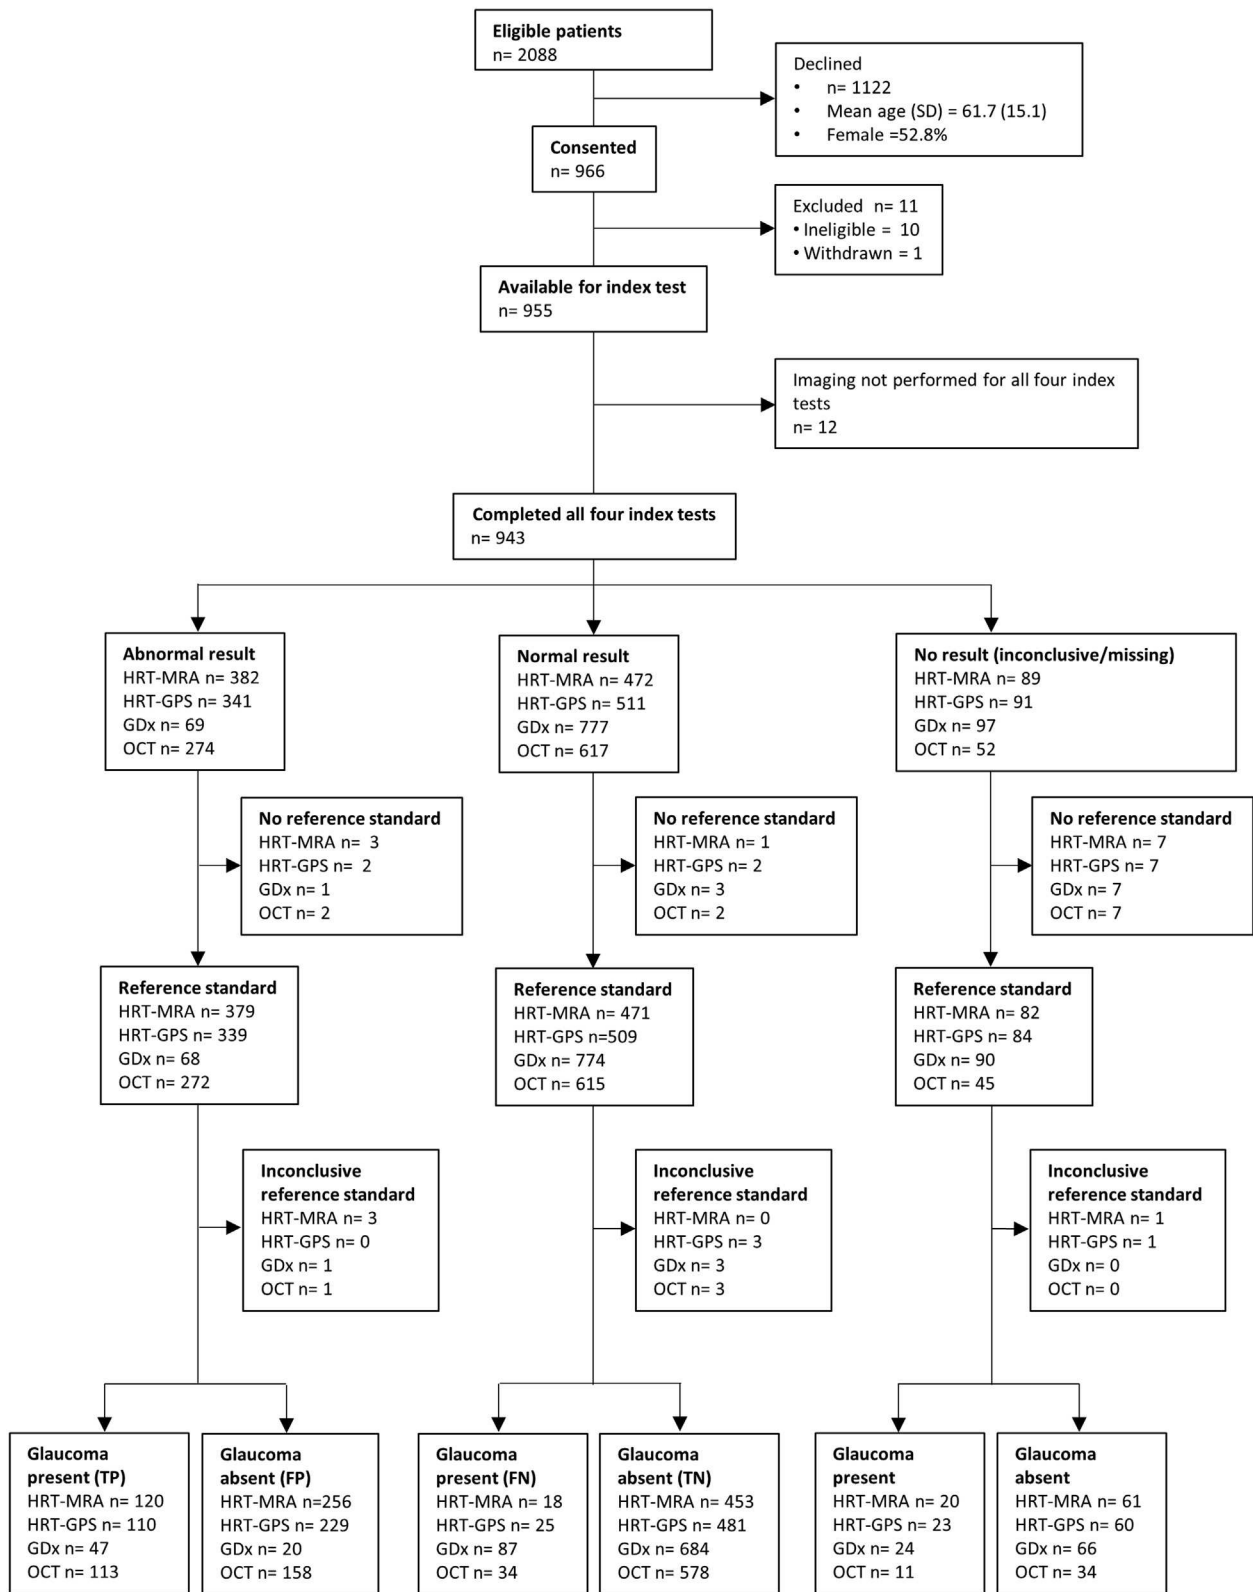 Eligible patients
n= 2088
Declined
• n= 1122
• Mean age (SD) = 61.7 (15.1)
• Female =52.8%
Consented
n= 966
Excluded n= 11
• Ineligible = 10
• Withdrawn = 1
Available for index test
n= 955
Imaging not performed for all four index
tests
n= 12
Completed all four index tests
n= 943
Abnormal result
HRT-MRA n= 382
HRT-GPS n= 341
GDx n= 69
OCT n= 274
Normal result
HRT-MRA n= 472
HRT-GPS n= 511
GDx n= 777
OCT n= 617
No result (inconclusive/missing)
HRT-MRA n= 89
HRT-GPS n= 91
GDx n= 97
OCT n= 52
No reference standard
HRT-MRA n= 3
HRT-GPS n= 2
GDx n= 1
OCT n= 2
No reference standard
HRT-MRA n= 1
HRT-GPS n= 2
GDx n= 3
OCT n= 2
No reference standard
HRT-MRA n= 7
HRT-GPS n= 7
GDx n= 7
OCT n= 7
Reference standard
HRT-MRA n= 379
HRT-GPS n= 339
GDx n= 68
OCT n= 272
Reference standard
HRT-MRA n= 471
HRT-GPS n=509
GDx n= 774
OCT n= 615
Reference standard
HRT-MRA n= 82
HRT-GPS n= 84
GDx n= 90
OCT n= 45
Inconclusive
reference standard
HRT-MRA n= 3
HRT-GPS n= 0
GDx n= 1
OCT n= 1
Inconclusive
reference standard
HRT-MRA n= 0
HRT-GPS n= 3
GDx n= 3
OCT n= 3
Inconclusive
reference standard
HRT-MRA n= 1
HRT-GPS n= 1
GDx n= 0
OCT n= 0
Glaucoma
present (TP)
HRT-MRA n= 120
HRT-GPS n= 110
GDx n= 47
OCT n= 113
Glaucoma
absent (FP)
HRT-MRA n=256
HRT-GPS n= 229
GDx n= 20
OCT n= 158
Glaucoma
present (FN)
HRT-MRA n= 18
HRT-GPS n= 25
GDx n= 87
OCT n= 34
Glaucoma
absent (TN)
HRT-MRA n= 453
HRT-GPS n= 481
GDx n= 684
OCT n= 578
Glaucoma
present
HRT-MRA n= 20
HRT-GPS n= 23
GDx n= 24
OCT n= 11
Glaucoma
absent
HRT-MRA n= 61
HRT-GPS n= 60
GDx n= 66
OCT n= 34